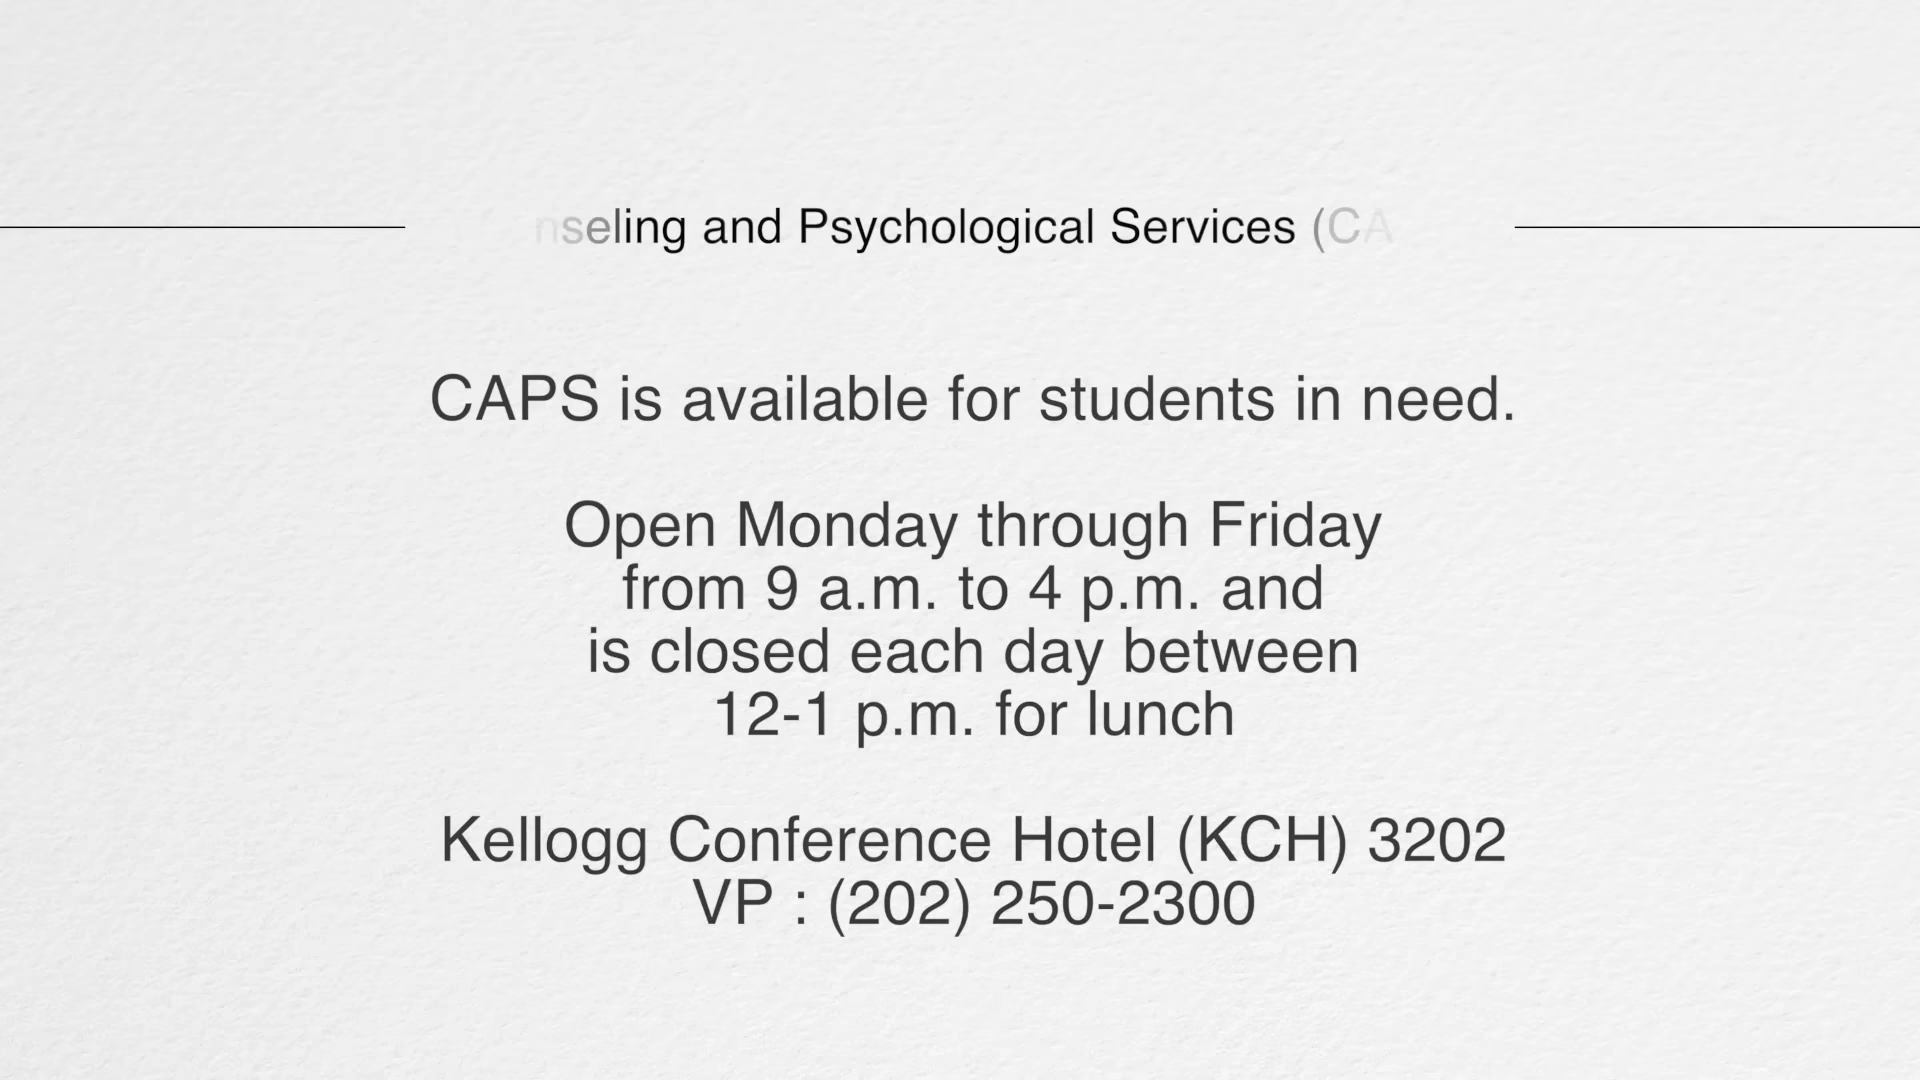 nseling and Psychological Services (CA
CAPS is available for students in need.
Open Monday through Friday
from 9 a.m. to 4 p.m. and
is closed each day between
12-1 p.m. for lunch
Kellogg Conference Hotel (KCH) 3202
VP : (202) 250-2300